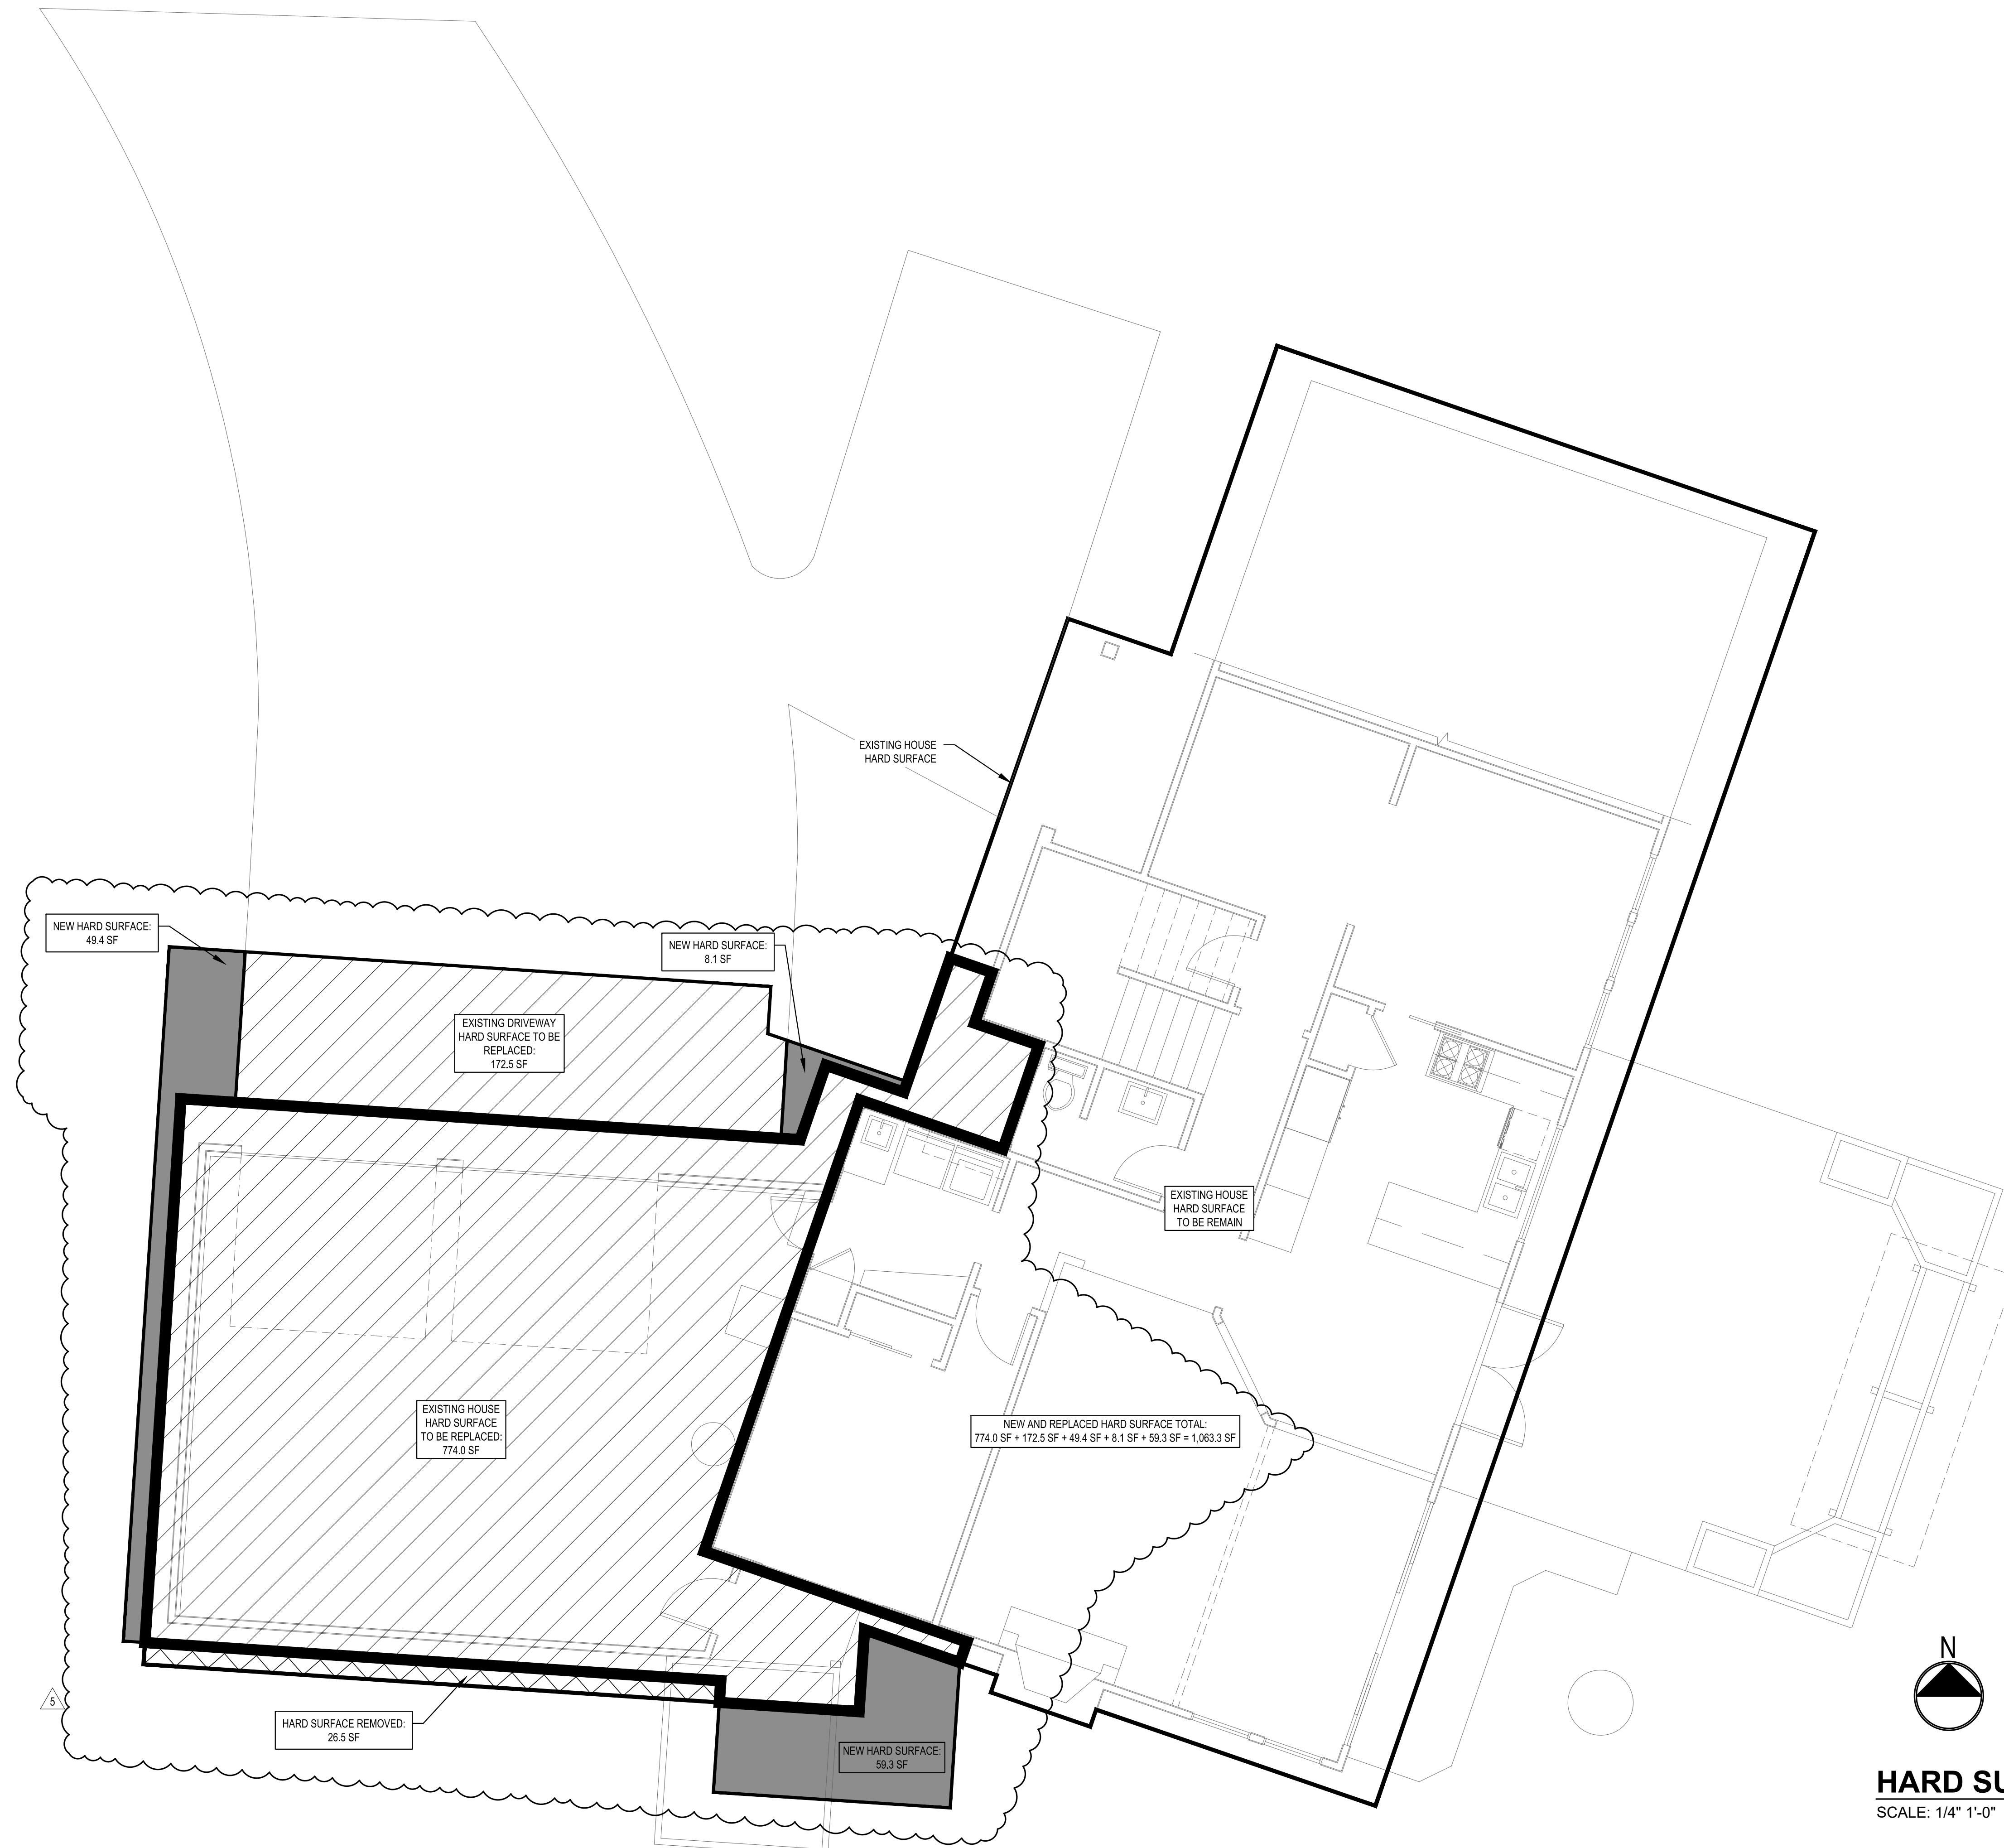 EXISTING HOUSE
HARD SURFACE
NEW HARD SURFACE:
49.4 SF
NEW HARD SURFACE:
8.1 SF
EXISTING DRIVEWAY
HARD SURFACE TO BE
REPLACED:
172.5 SF
EXISTING HOUSE
HARD SURFACE
TO BE REMAIN
EXISTING HOUSE
HARD SURFACE
TO BE REPLACED:
774.0 SF
NEW AND REPLACED HARD SURFACE TOTAL:
774.0 SF + 172.5 SF + 49.4 SF + 8.1 SF + 59.3 SF = 1,063.3 SF
N
5
HARD SURFACE REMOVED:
26.5 SF
NEW HARD SURFACE:
59.3 SF
HARD SU
SCALE: 1/4" 1'-0"